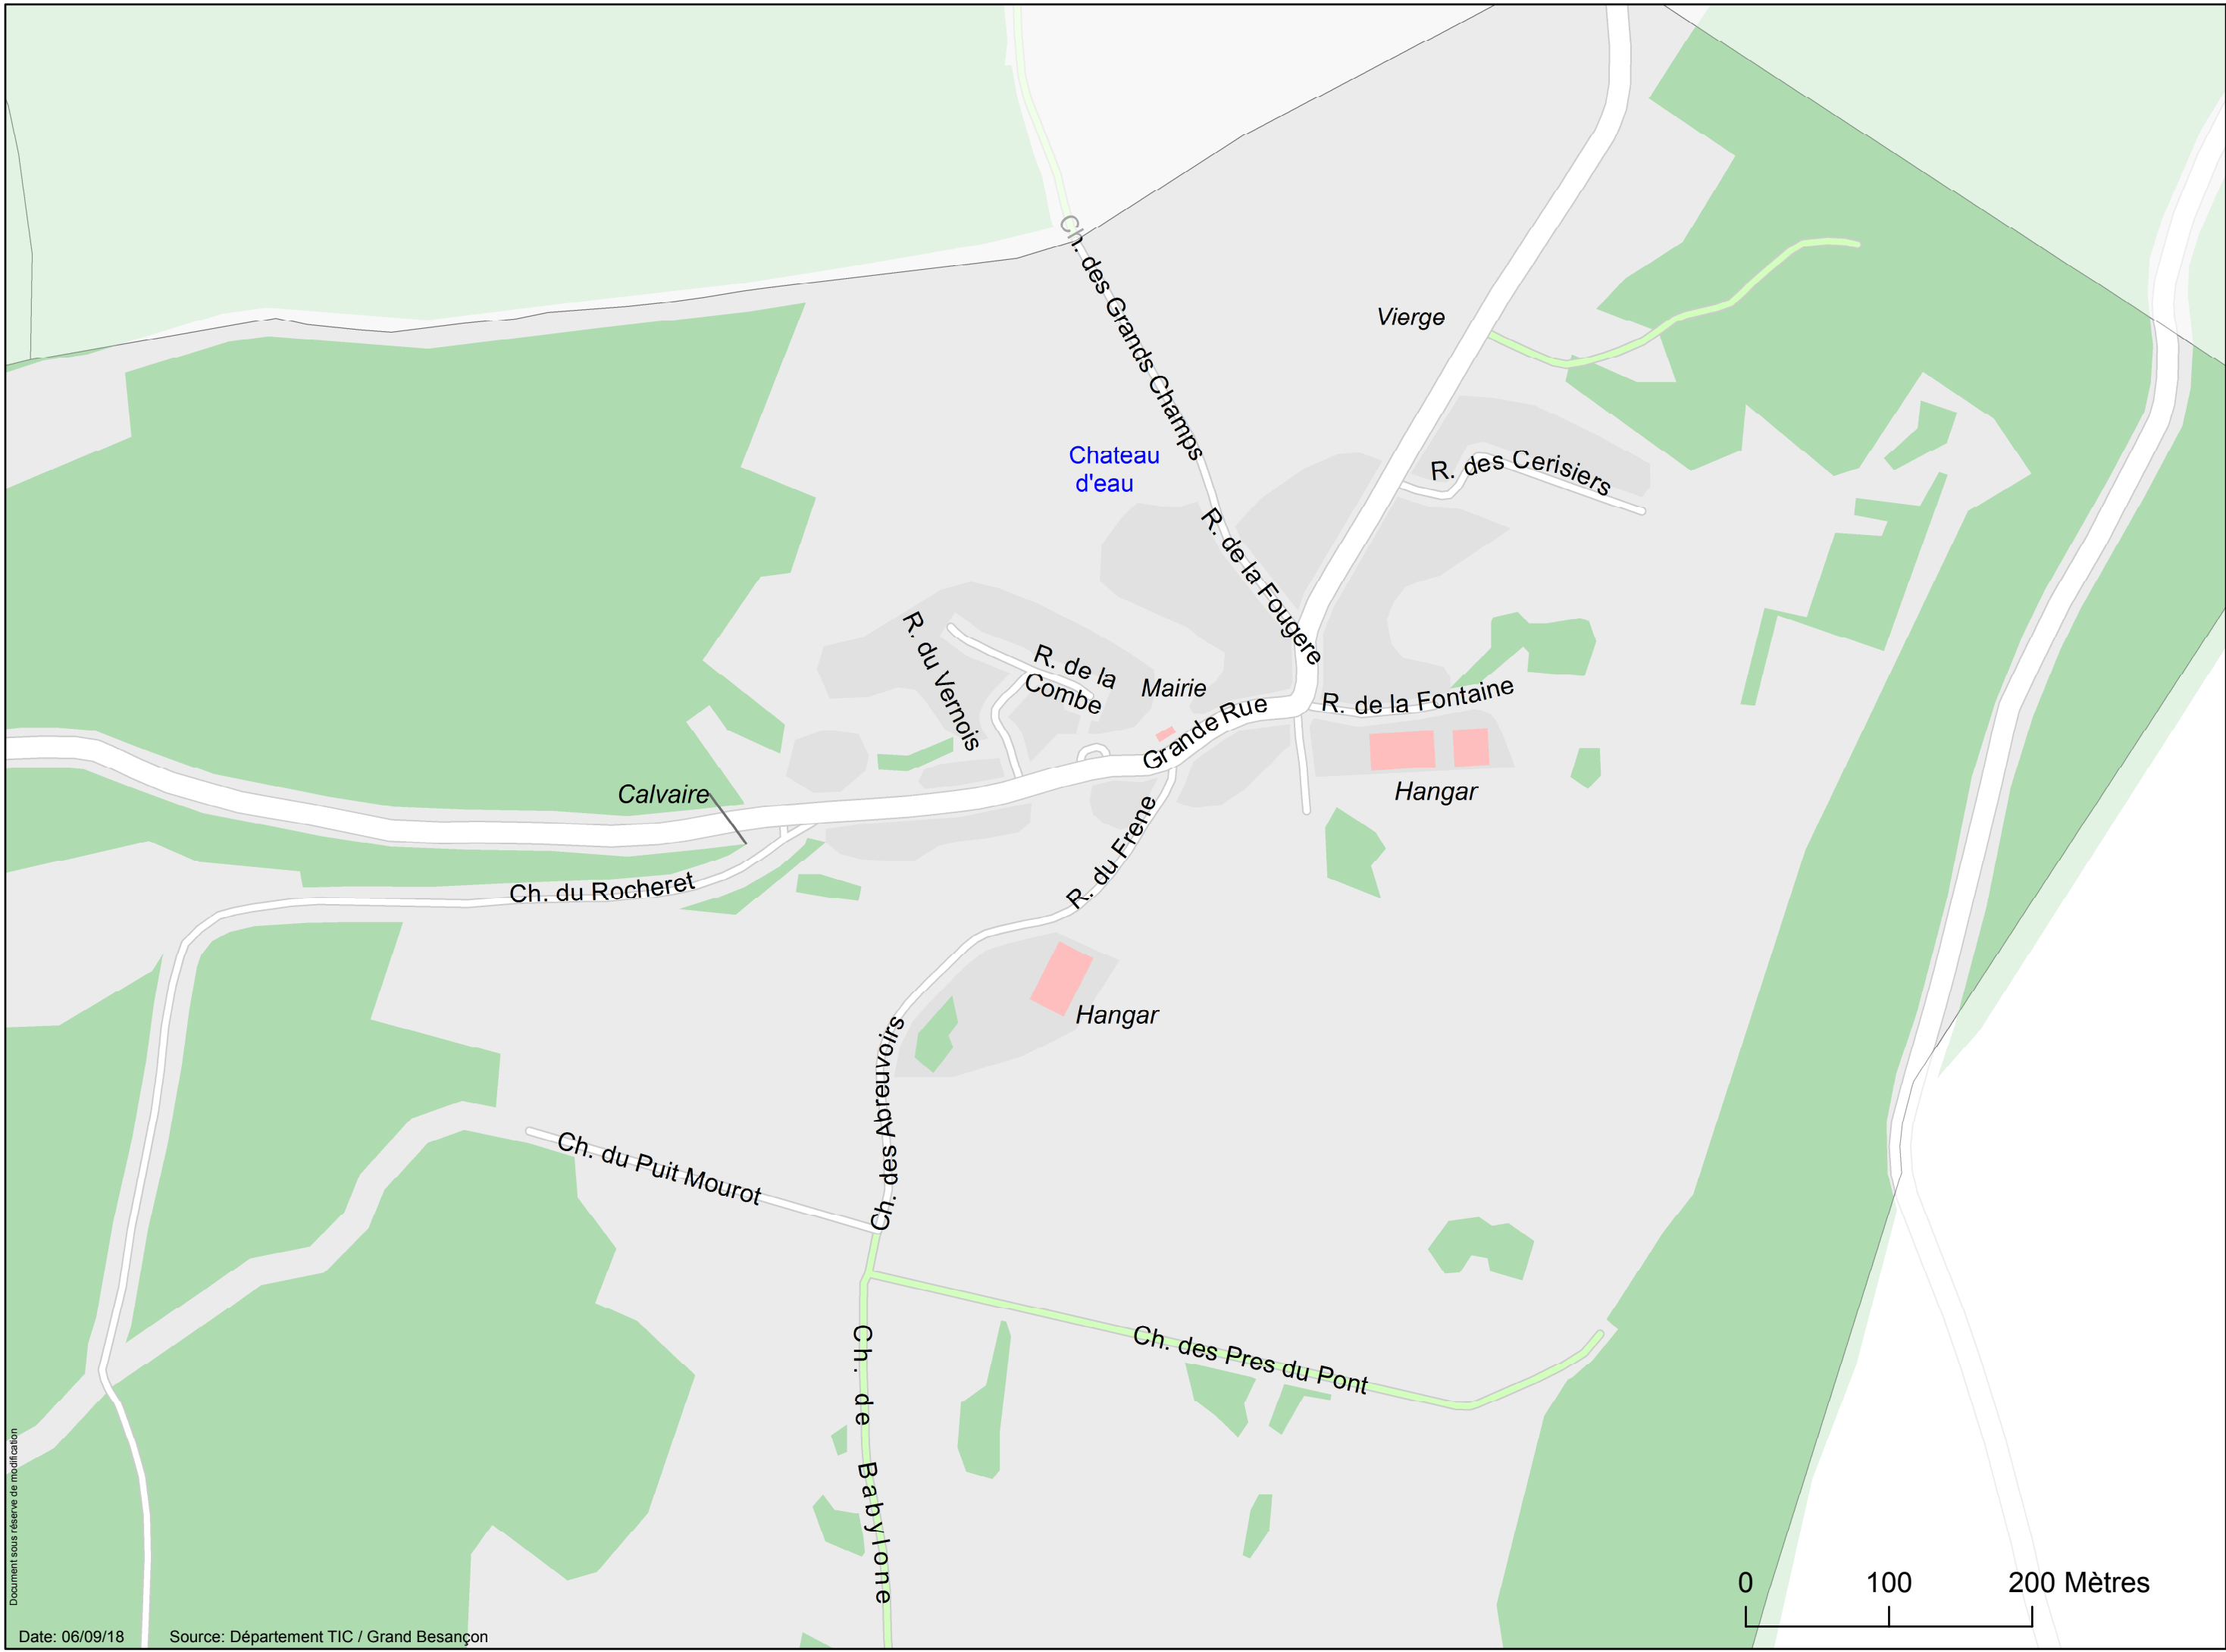 Ch. des Grands Champs
Vierge
Chateau
d'eau
R. des Cerisiers
R. de la Fougere
R. du Vernois
R. de la
Combe
Mairie
Grande Rue
R. de la Fontaine
Hangar
Calvaire
Ch. du Rocheret
R. du Frene
Hangar
Ch. des Abreuvoirs
Ch. du Puit Mourot
Ch. des Pres du Pont
Ch. de Babylone
0 100 200 Mètres
Document sous réserve de modification
Date: 06/09/18 Source: Département TIC / Grand Besançon